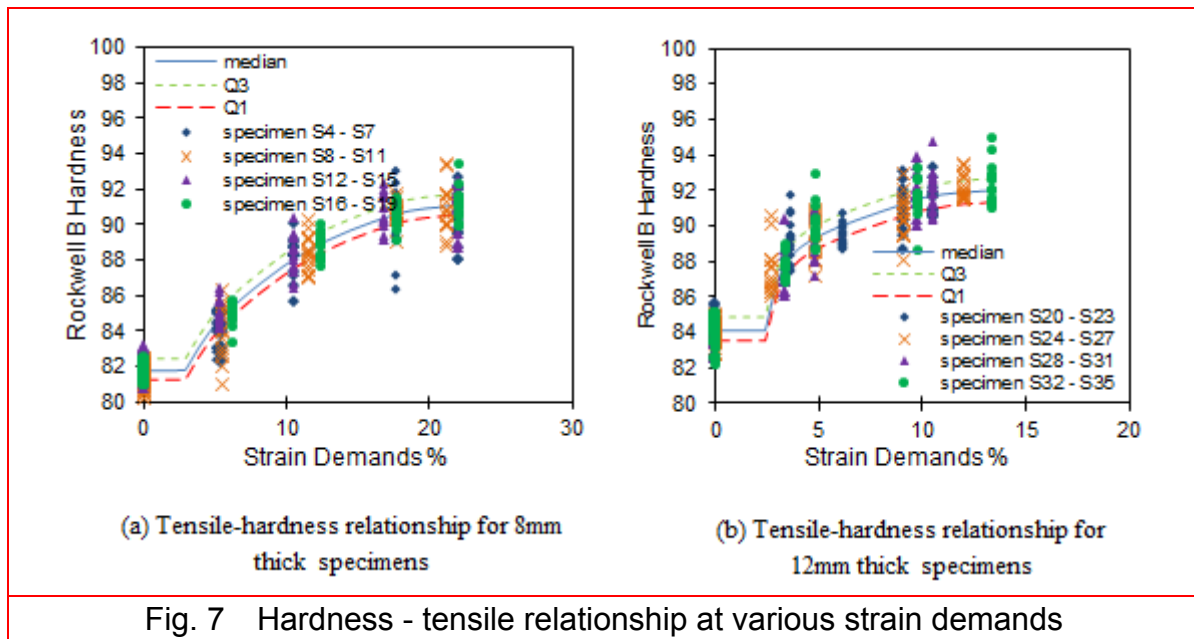 100
98
96
94
92
90
88
86
84
82
80
Rockwell B Hardness
median
Q3
Q1
specimen S4 - S7
specimen S8 - S11
specimen S12 - S15
specimen S16 - S19
0 10 20 30
Strain Demands %
(a) Tensile-hardness relationship for 8mm
thick specimens
100
98
96
94
92
90
88
86
84
82
80
Rockwell B Hardness
median
Q3
Q1
specimen S20 - S23
specimen S24 - S27
specimen S28 - S31
specimen S32 - S35
0 5 10 15 20
Strain Demands %
(b) Tensile-hardness relationship for
12mm thick specimens
Fig. 7 Hardness - tensile relationship at various strain demands